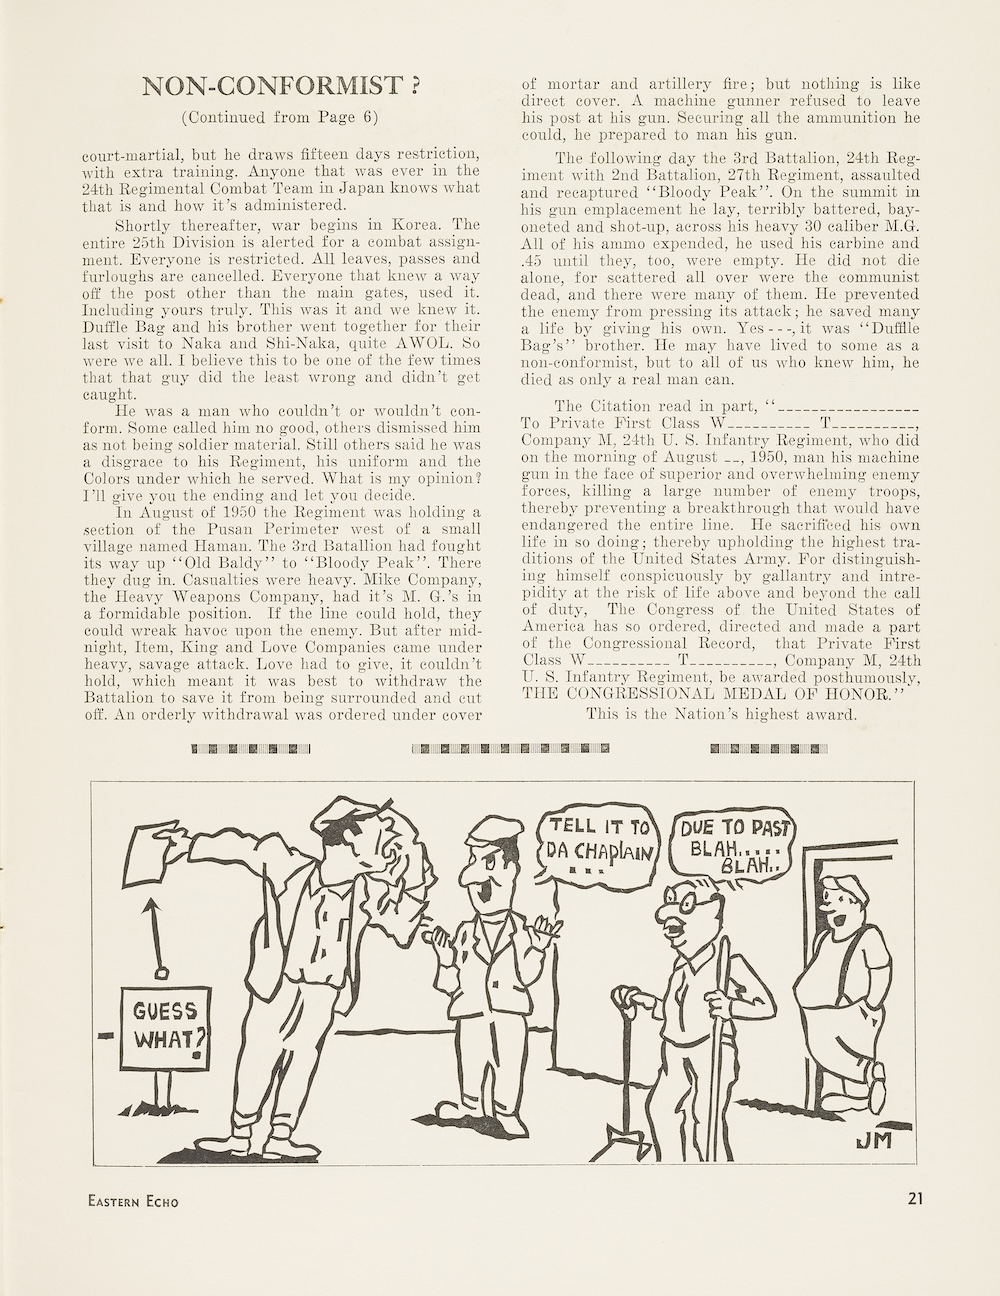 NON-CONFORMIST ?
(Continued from Page 6)
court-martial, but he draws fifteen days restriction,
with extra training. Anyone that was ever in the
24th Regimental Combat Team in Japan knows what
that is and how it's administered.
Shortly thereafter, war begins in Korea. The
entire 25th Division is alerted for a combat assign-
ment. Everyone is restricted. All leaves, passes and
furloughs are cancelled. Everyone that knew a way
off the post other than the main gates, used it.
Including yours truly. This was it and we knew it.
Duffle Bag and his brother went together for their
last visit to Naka and Shi-Naka, quite AWOL. So
were we all. I believe this to be one of the few times
that that guy did the least wrong and didn't get
caught.
He was a man who couldn't or wouldn't con-
form. Some called him no good, others dismissed him
as not being soldier material. Still others said he was
a disgrace to his Regiment, his uniform and the
Colors under which he served. What is my opinion?
I'll give you the ending and let you decide.
In August of 1950 the Regiment was holding a
section of the Pusan Perimeter west of a small
village named Haman. The 3rd Batallion had fought
its way up "Old Baldy" to "Bloody Peak". There
they dug in. Casualties were heavy. Mike Company,
the Heavy Weapons Company, had it's M. G.'s in
a formidable position. If the line could hold, they
could wreak havoc upon the enemy. But after mid-
night, Item, King and Love Companies came under
heavy, savage attack. Love had to give, it couldn't
hold, which meant it was best to withdraw the
Battalion to save it from being surrounded and cut
off. An orderly withdrawal was ordered under cover
of mortar and artillery fire; but nothing is like
direct cover. A machine gunner refused to leave
his post at his gun. Securing all the ammunition he
could, he prepared to man his gun.
The following day the 3rd Battalion, 24th Reg-
iment with 2nd Battalion, 27th Regiment, assaulted
and recaptured "Bloody Peak". On the summit in
his gun emplacement he lay, terribly battered, bay-
oneted and shot-up, across his heavy 30 caliber M.G.
All of his ammo expended, he used his carbine and
.45 until they, too, were empty. He did not die
alone, for scattered all over were the communist
dead, and there were many of them. He prevented
the enemy from pressing its attack; he saved many
a life by giving his own. Yes - - -, it was "Duffle
Bag's" brother. He may have lived to some as a
non-conformist, but to all of us who knew him, he
died as only a real man can.
The Citation read in part, "_________________
To Private First Class W__________ T__________,
Company M, 24th U. S. Infantry Regiment, who did
on the morning of August __, 1950, man his machine
gun in the face of superior and overwhelming enemy
forces, killing a large number of enemy troops,
thereby preventing a breakthrough that would have
endangered the entire line. He sacrificed his own
life in so doing; thereby upholding the highest tra-
ditions of the United States Army. For distinguish-
ing himself conspicuously by gallantry and intre-
pidity at the risk of life above and beyond the call
of duty, The Congress of the United States of
America has so ordered, directed and made a part
of the Congressional Record, that Private First
Class W__________ T__________, Company M, 24th
U. S. Infantry Regiment, be awarded posthumously,
THE CONGRESSIONAL MEDAL OF HONOR."
This is the Nation's highest award.
TELL IT TO
DA CHAPLAIN
...
DUE TO PAST
BLAH.....
BLAH..
GUESS
WHAT?
JM
EASTERN ECHO
21